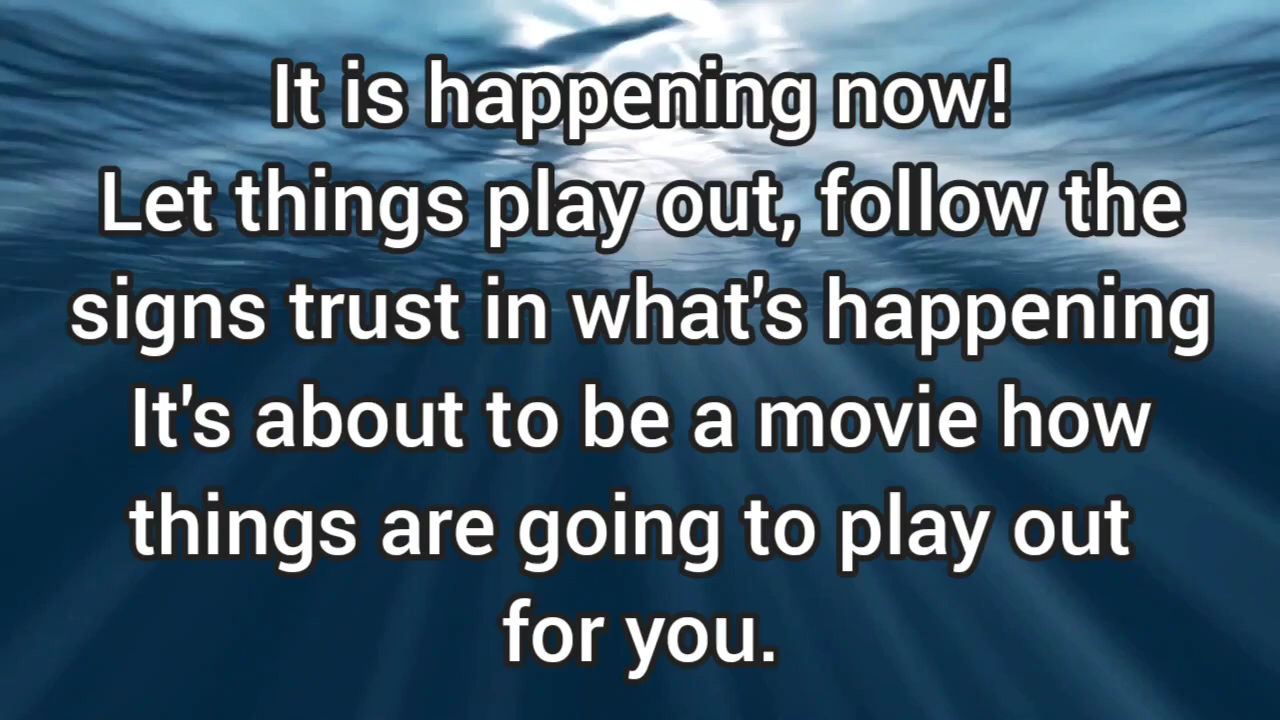 It is happening now!
Let things play out, follow the
signs trust in what's happening
It's about to be a movie how
things are going to play out
for you.